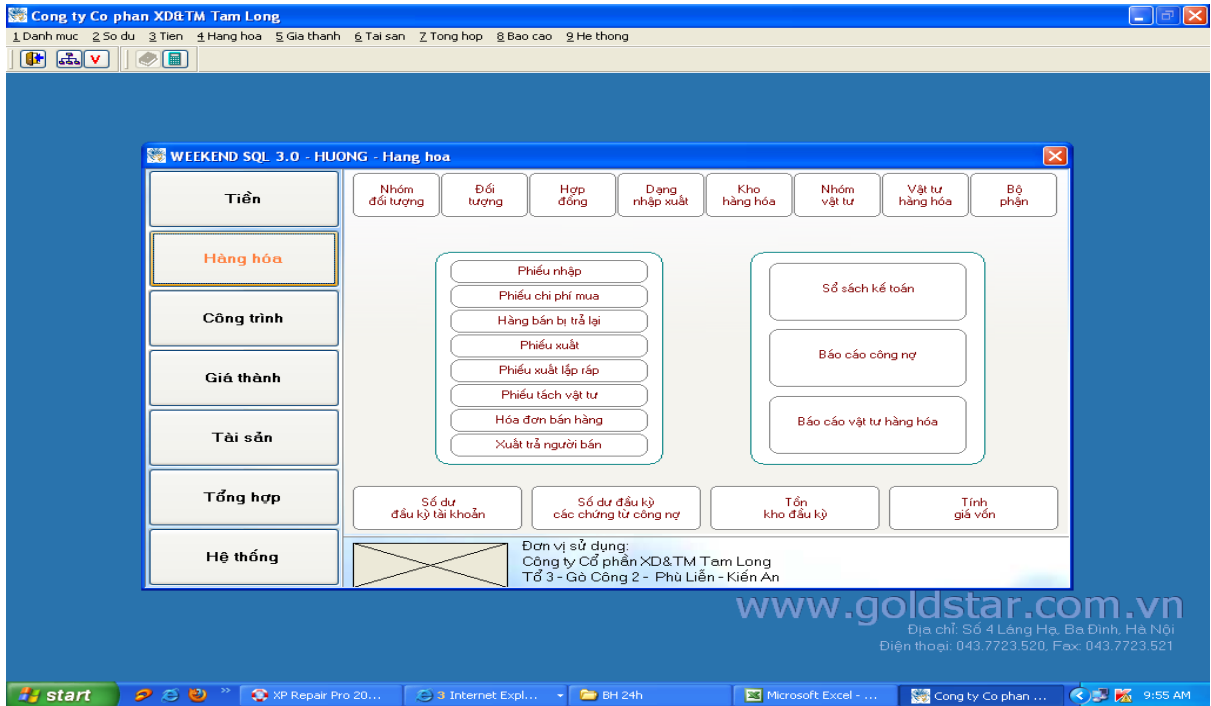 Cong ty Co phan XD&TM Tam Long
1 Danh muc 2 So du 3 Tien 4 Hang hoa 5 Gia thanh 6 Tai san 7 Tong hop 8 Bao cao 9 He thong
WEEKEND SQL 3.0 - HUONG - Hang hoa
Tiền
Hàng hóa
Công trình
Giá thành
Tài sản
Tổng hợp
Hệ thống
Nhóm
đối tượng
Đối
tượng
Hợp
đồng
Dạng
nhập xuất
Kho
hàng hóa
Nhóm
vật tư
Vật tư
hàng hóa
Bộ
phận
Phiếu nhập
Phiếu chi phí mua
Hàng bán bị trả lại
Phiếu xuất
Phiếu xuất lắp ráp
Phiếu tách vật tư
Hóa đơn bán hàng
Xuất trả người bán
Sổ sách kế toán
Báo cáo công nợ
Báo cáo vật tư hàng hóa
Số dư
đầu kỳ tài khoản
Số dư đầu kỳ
các chứng từ công nợ
Tồn
kho đầu kỳ
Tính
giá vốn
Đơn vị sử dụng:
Công ty Cổ phần XD&TM Tam Long
Tổ 3 - Gò Công 2 - Phù Liễn - Kiến An
www.goldstar.com.vn
Địa chỉ: Số 4 Láng Hạ, Ba Đình, Hà Nội
Điện thoại: 043.7723.520, Fax: 043.7723.521
start
XP Repair Pro 20...
3 Internet Expl...
BH 24h
Microsoft Excel - ...
Cong ty Co phan ...
9:55 AM